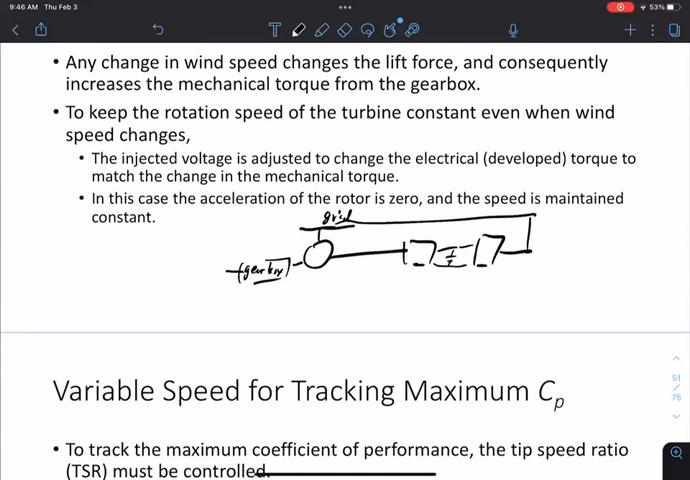 9:46 AM Thu Feb 3
53%
• Any change in wind speed changes the lift force, and consequently
increases the mechanical torque from the gearbox.
• To keep the rotation speed of the turbine constant even when wind
speed changes,
• The injected voltage is adjusted to change the electrical (developed) torque to
match the change in the mechanical torque.
• In this case the acceleration of the rotor is zero, and the speed is maintained
constant.
grid
gearbox
51
/
75
Variable Speed for Tracking Maximum Cp
• To track the maximum coefficient of performance, the tip speed ratio
(TSR) must be controlled.